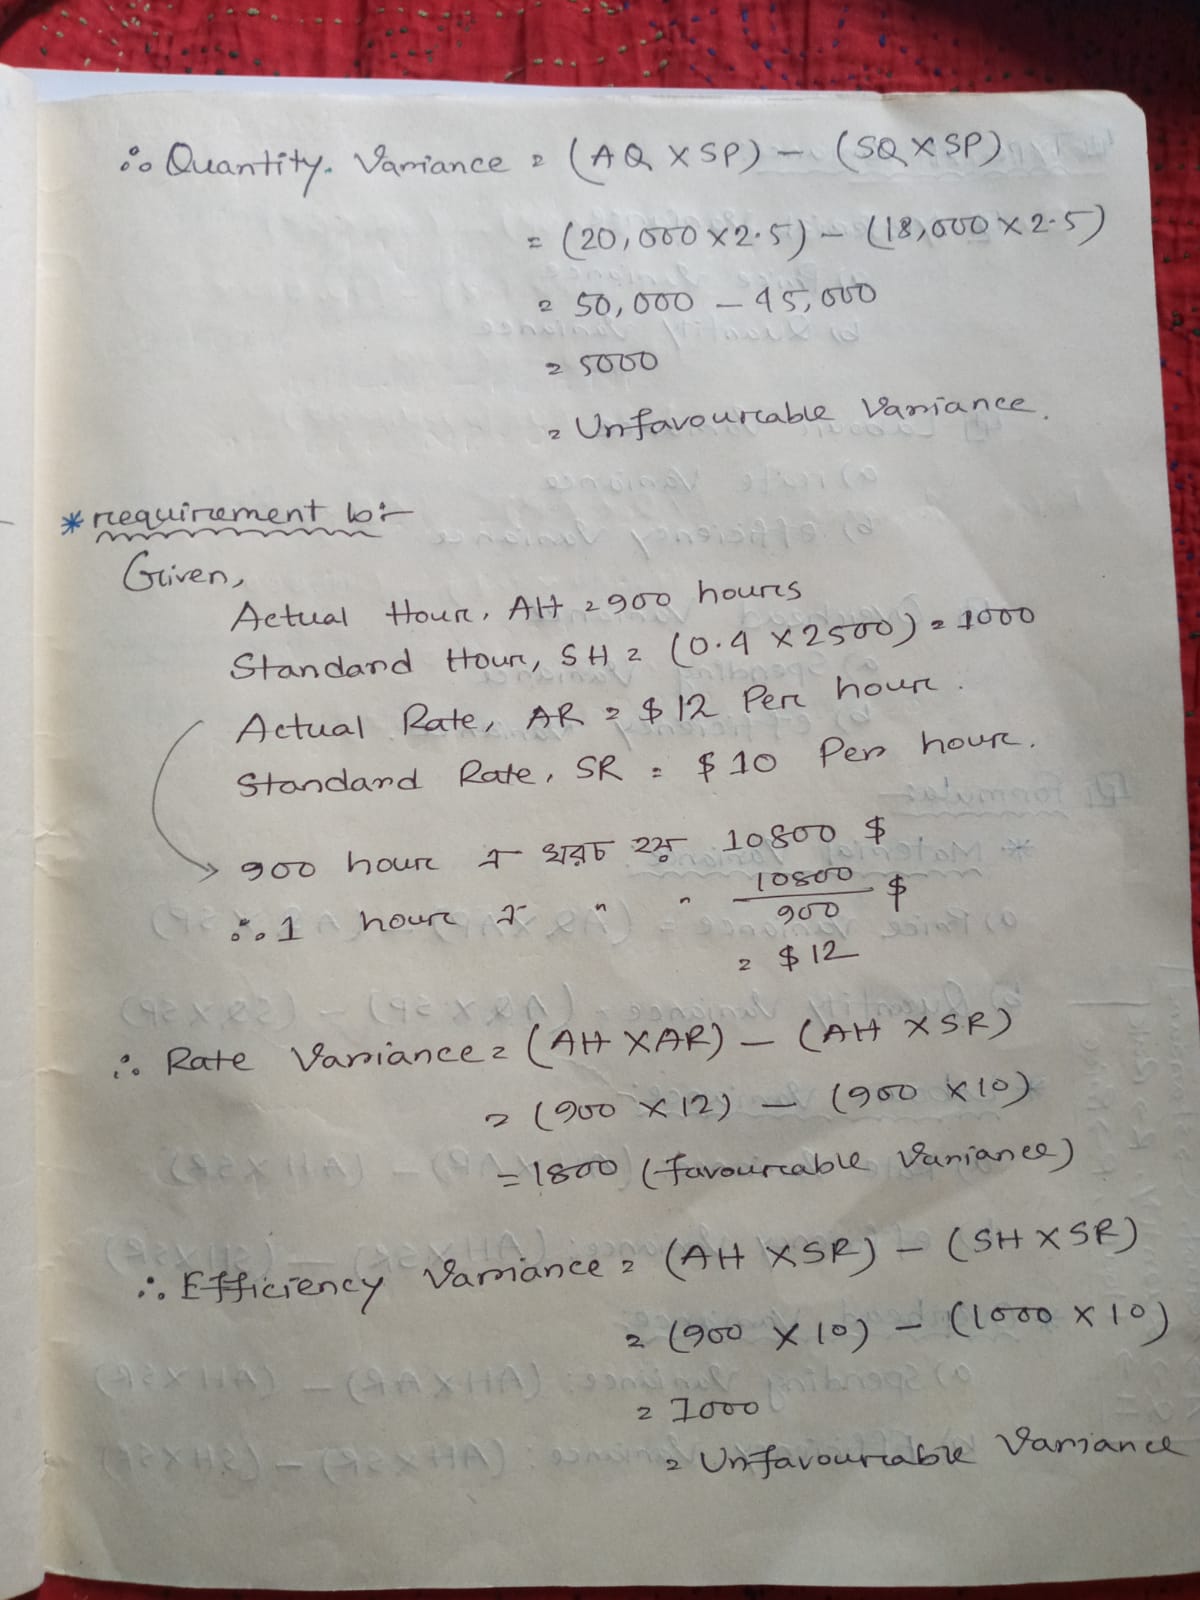 ∴ Quantity. Variance = (AQ X SP) - (SQ X SP)
= (20,000 X 2.5) - (18,000 X 2.5)
= 50,000 - 45,000
= 5000
= Unfavourable Variance.
* requirement b:-
Given,
Actual Hour, AH = 900 hours
Standard Hour, SH = (0.4 X 2500) = 1000
Actual Rate, AR = $12 Per hour.
Standard Rate, SR = $10 Per hour.
900 hour এ খরচ হয় 10800 $
∴ 1 hour এ " " 10800/900 $
= $12
∴ Rate Variance = (AH X AR) - (AH X SR)
= (900 X 12) - (900 X 10)
= 1800 (favourable Variance)
∴ Efficiency Variance = (AH X SR) - (SH X SR)
= (900 X 10) - (1000 X 10)
= 1000
= Unfavourable Variance